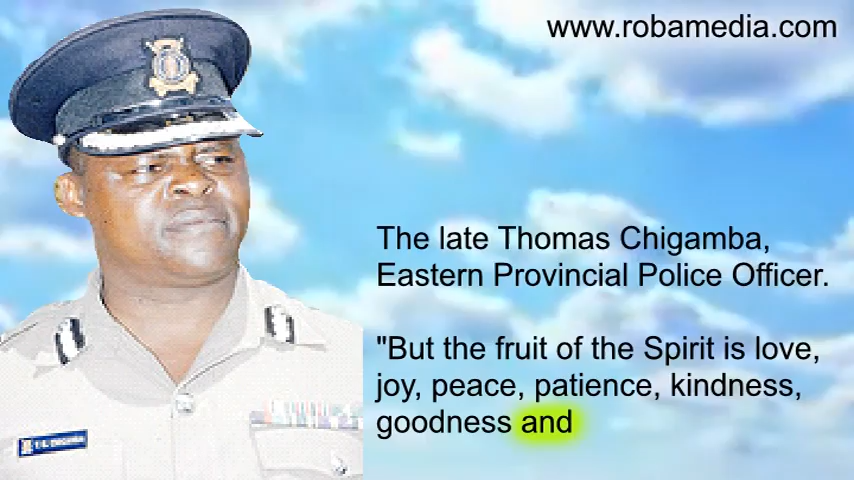 www.robamedia.com
The late Thomas Chigamba,
Eastern Provincial Police Officer.
"But the fruit of the Spirit is love,
joy, peace, patience, kindness,
goodness and